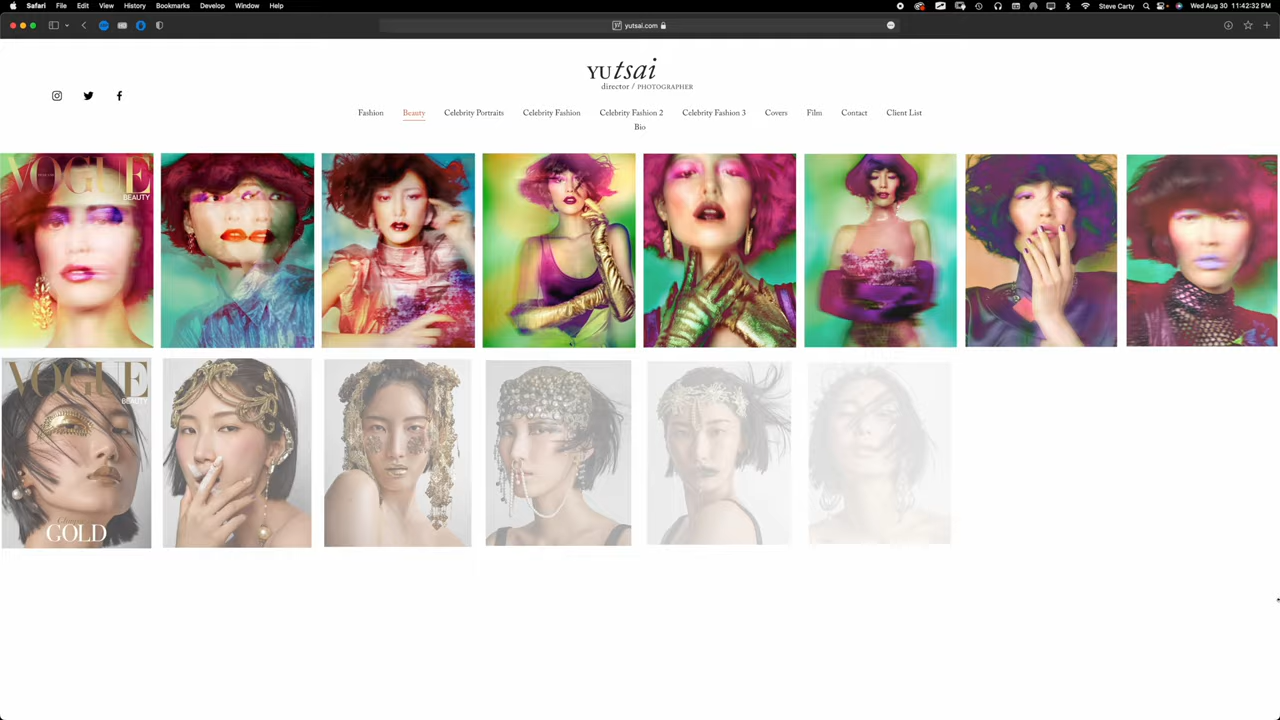 Safari File Edit View History Bookmarks Develop Window Help
Steve Carty
Wed Aug 30 11:42:32 PM
yutsai.com
YU tsai
director / PHOTOGRAPHER
Fashion Beauty Celebrity Portraits Celebrity Fashion Celebrity Fashion 2 Celebrity Fashion 3 Covers Film Contact Client List
Bio
VOGUE
BEAUTY
VOGUE
BEAUTY
GOLD